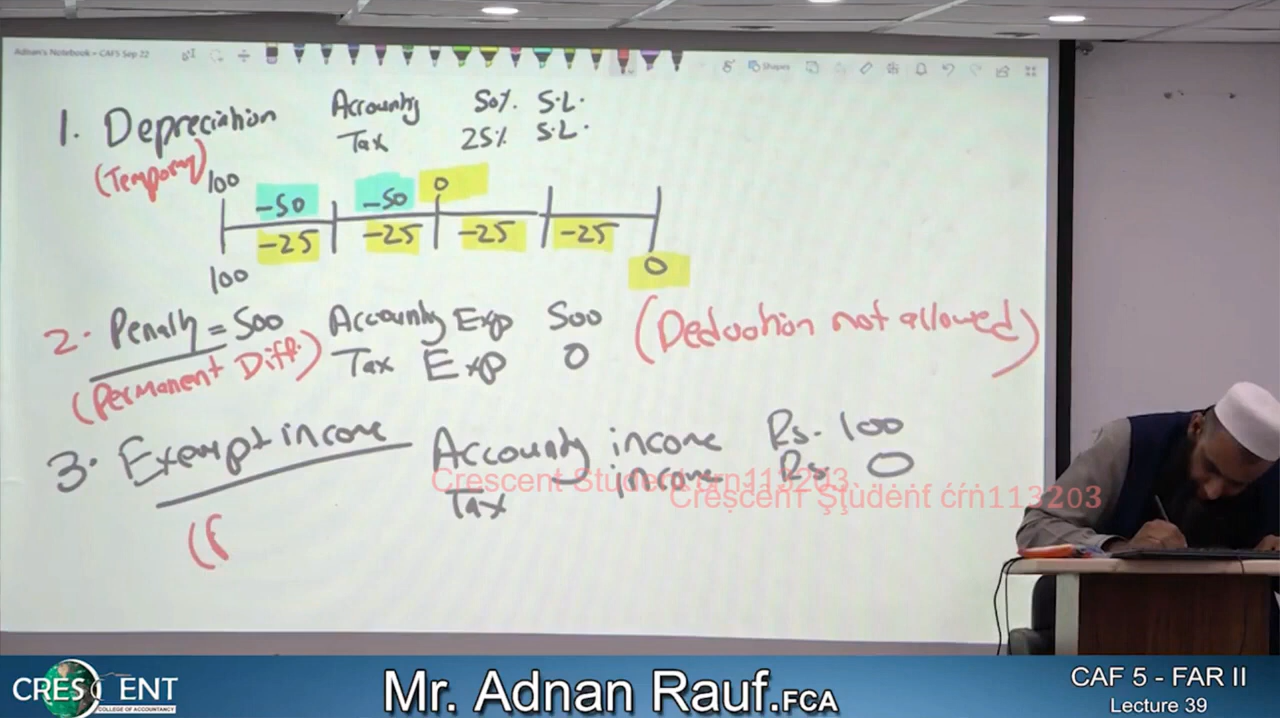 Adnan's Notebook > CAF5 Sep 22
Shapes
1. Depreciation Accounting 50% S.L.
(Temporary) Tax 25% S.L.
100 -50 -50 0
-25 -25 -25 -25
100 0
2. Penalty = 500 Accounting Exp 500 (Deduction not allowed)
(Permanent Diff.) Tax Exp 0
3. Exempt income Accounting income Rs. 100
Tax income Rs. 0
(P
Crescent Student crn113203
Crescent Student crn113203
CRESCENT
COLLEGE OF ACCOUNTANCY
Mr. Adnan Rauf.FCA
CAF 5 - FAR II
Lecture 39